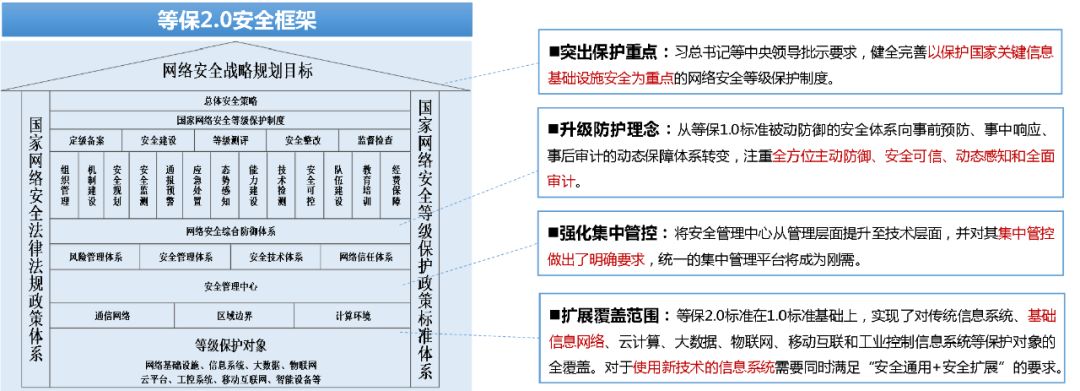 等保2.0安全框架
网络安全战略规划目标
国家网络安全法律法规政策体系
总体安全策略
国家网络安全等级保护制度
定级备案 安全建设 等级测评 安全整改 监督检查
组织管理 机制建设 安全规划 安全监测 通报预警 应急处置 态势感知 能力建设 技术检测 安全可控 队伍建设 教育培训 经费保障
网络安全综合防御体系
风险管理体系 安全管理体系 安全技术体系 网络信任体系
安全管理中心
通信网络 区域边界 计算环境
等级保护对象
网络基础设施、信息系统、大数据、物联网
云平台、工控系统、移动互联网、智能设备等
国家网络安全等级保护政策标准体系
■突出保护重点：习总书记等中央领导批示要求，健全完善以保护国家关键信息
基础设施安全为重点的网络安全等级保护制度。
■升级防护理念：从等保1.0标准被动防御的安全体系向事前预防、事中响应、
事后审计的动态保障体系转变，注重全方位主动防御、安全可信、动态感知和全面
审计。
■强化集中管控：将安全管理中心从管理层面提升至技术层面，并对其集中管控
做出了明确要求，统一的集中管理平台将成为刚需。
■扩展覆盖范围：等保2.0标准在1.0标准基础上，实现了对传统信息系统、基础
信息网络、云计算、大数据、物联网、移动互联和工业控制信息系统等保护对象的
全覆盖。对于使用新技术的信息系统需要同时满足“安全通用+安全扩展”的要求。